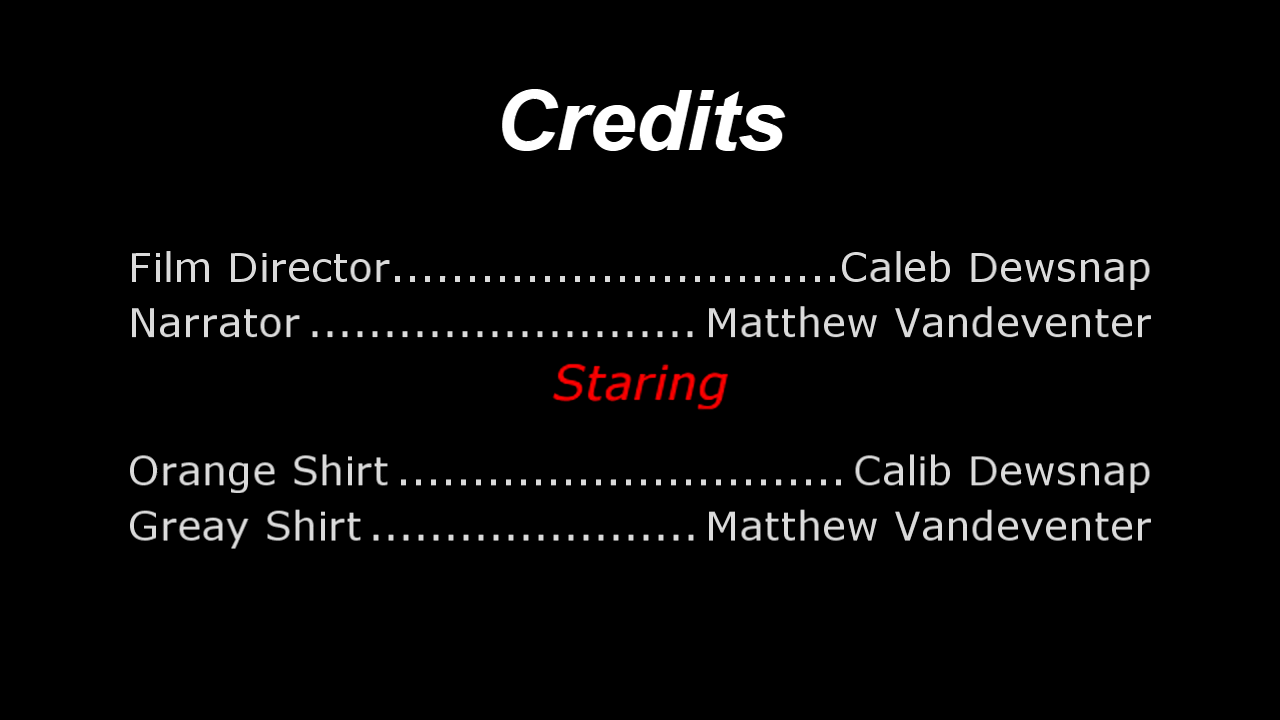 Credits
Film Director..............................Caleb Dewsnap
Narrator .......................... Matthew Vandeventer
Staring
Orange Shirt .............................. Calib Dewsnap
Greay Shirt ...................... Matthew Vandeventer